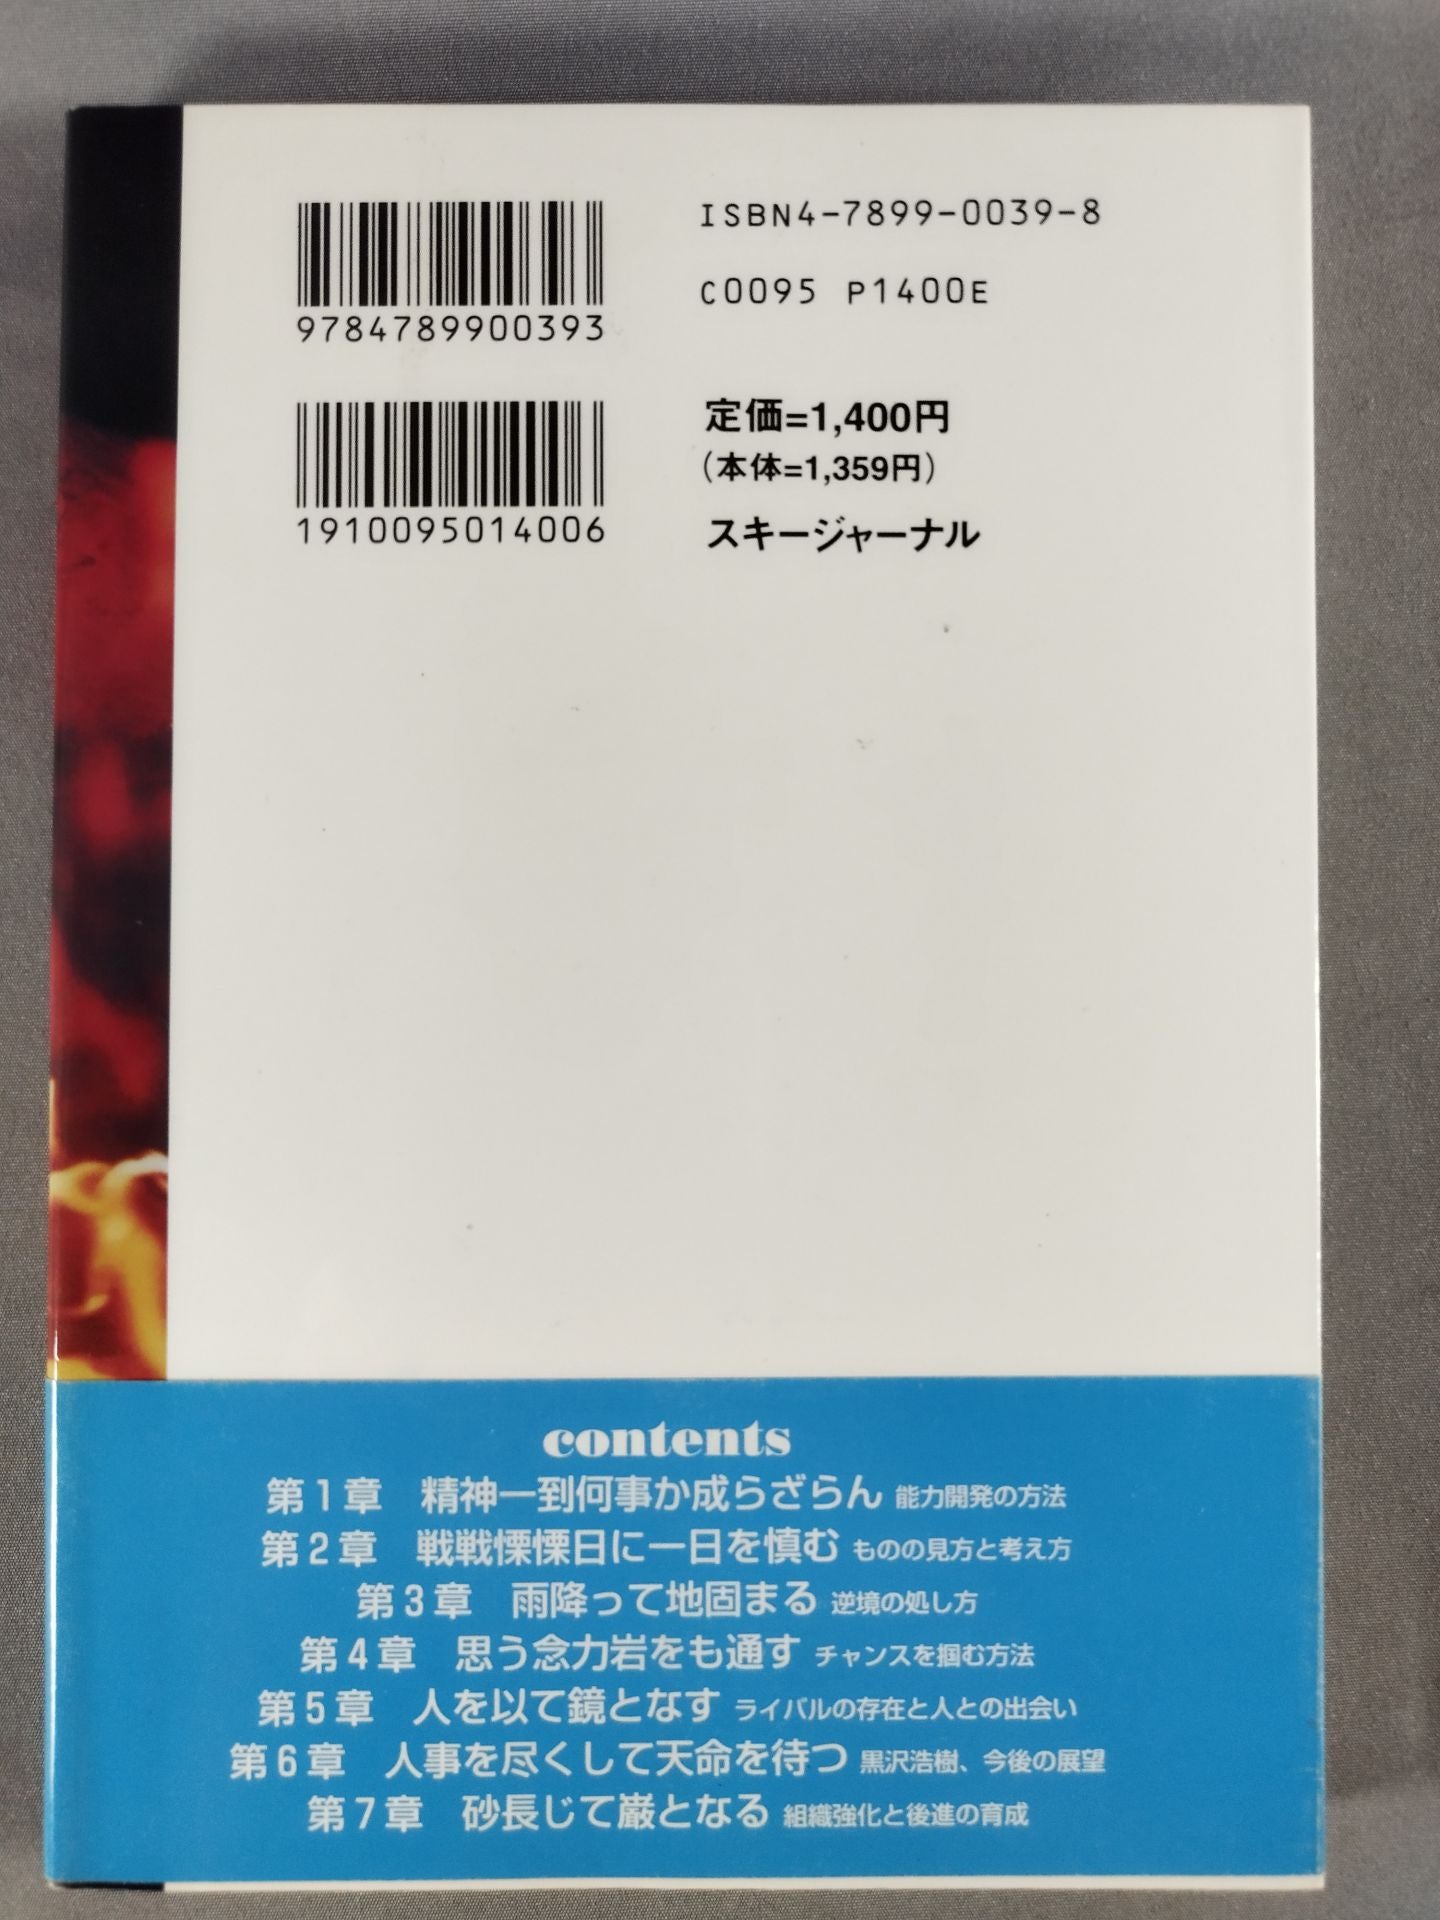 9784789900393
ISBN4-7899-0039-8
C0095 P1400E
1910095014006
定価=1,400円
（本体=1,359円）
スキージャーナル
contents
第1章 精神一到何事か成らざらん 能力開発の方法
第2章 戦戦慄慄日に一日を慎む ものの見方と考え方
第3章 雨降って地固まる 逆境の処し方
第4章 思う念力岩をも通す チャンスを掴む方法
第5章 人を以て鏡となす ライバルの存在と人との出会い
第6章 人事を尽くして天命を待つ 黒沢浩樹、今後の展望
第7章 砂長じて巌となる 組織強化と後進の育成